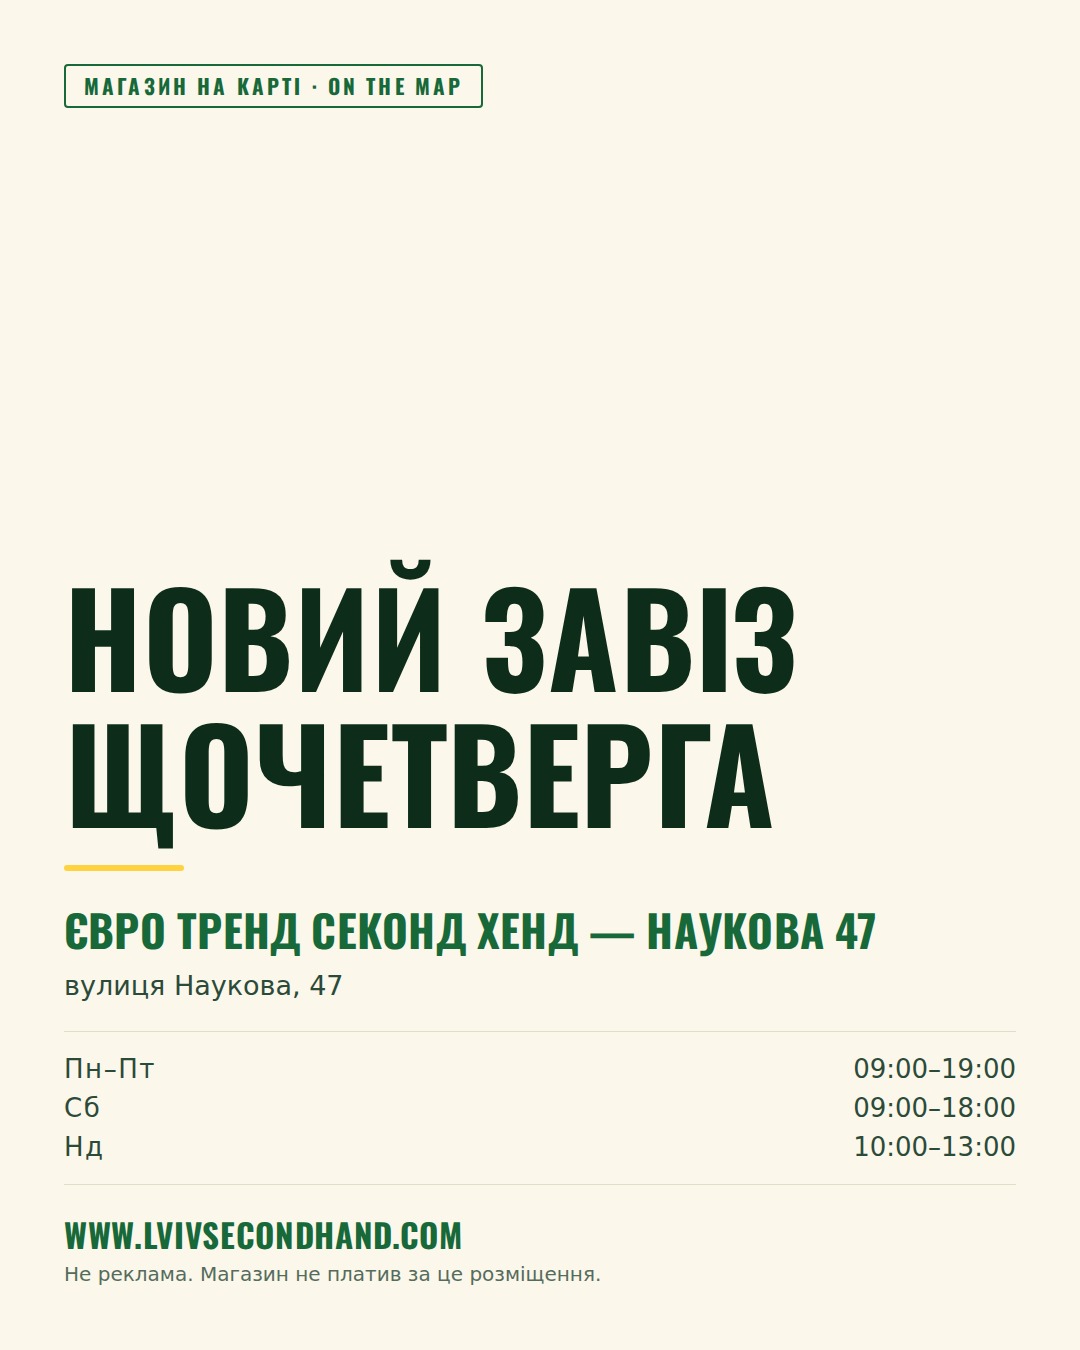 МАГАЗИН НА КАРТІ · ON THE MAP
НОВИЙ ЗАВІЗ
ЩОЧЕТВЕРГА
ЄВРО ТРЕНД СЕКОНД ХЕНД — НАУКОВА 47
вулиця Наукова, 47
Пн–Пт 09:00–19:00
Сб 09:00–18:00
Нд 10:00–13:00
WWW.LVIVSECONDHAND.COM
Не реклама. Магазин не платив за це розміщення.